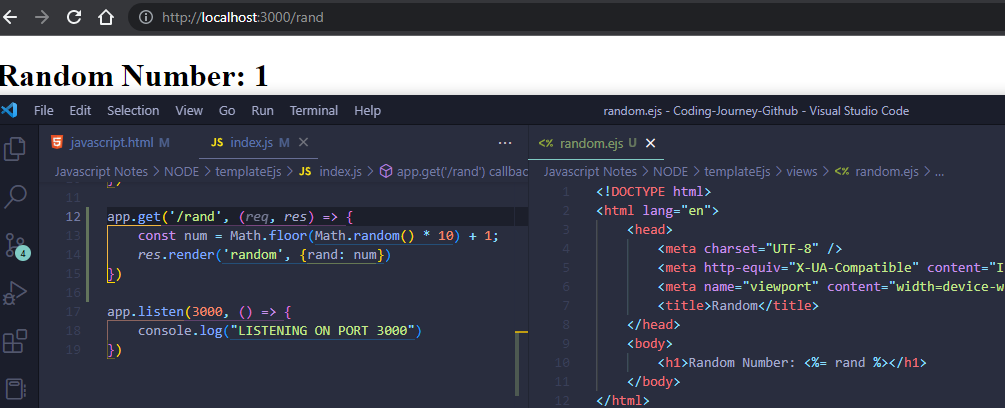 http://localhost:3000/rand
Random Number: 1
File Edit Selection View Go Run Terminal Help random.ejs - Coding-Journey-Github - Visual Studio Code
javascript.html M JS index.js M ··· <%> random.ejs U
Javascript Notes > NODE > templateEjs > JS index.js > app.get('/rand') callbac
Javascript Notes > NODE > templateEjs > views > <%> random.ejs > ...
11
12 app.get('/rand', (req, res) => {
13 const num = Math.floor(Math.random() * 10) + 1;
14 res.render('random', {rand: num})
15 })
16
17 app.listen(3000, () => {
18 console.log("LISTENING ON PORT 3000")
19 })
4
1 <!DOCTYPE html>
2 <html lang="en">
3 <head>
4 <meta charset="UTF-8" />
5 <meta http-equiv="X-UA-Compatible" content="I
6 <meta name="viewport" content="width=device-w
7 <title>Random</title>
8 </head>
9 <body>
10 <h1>Random Number: <%= rand %></h1>
11 </body>
12 </html>